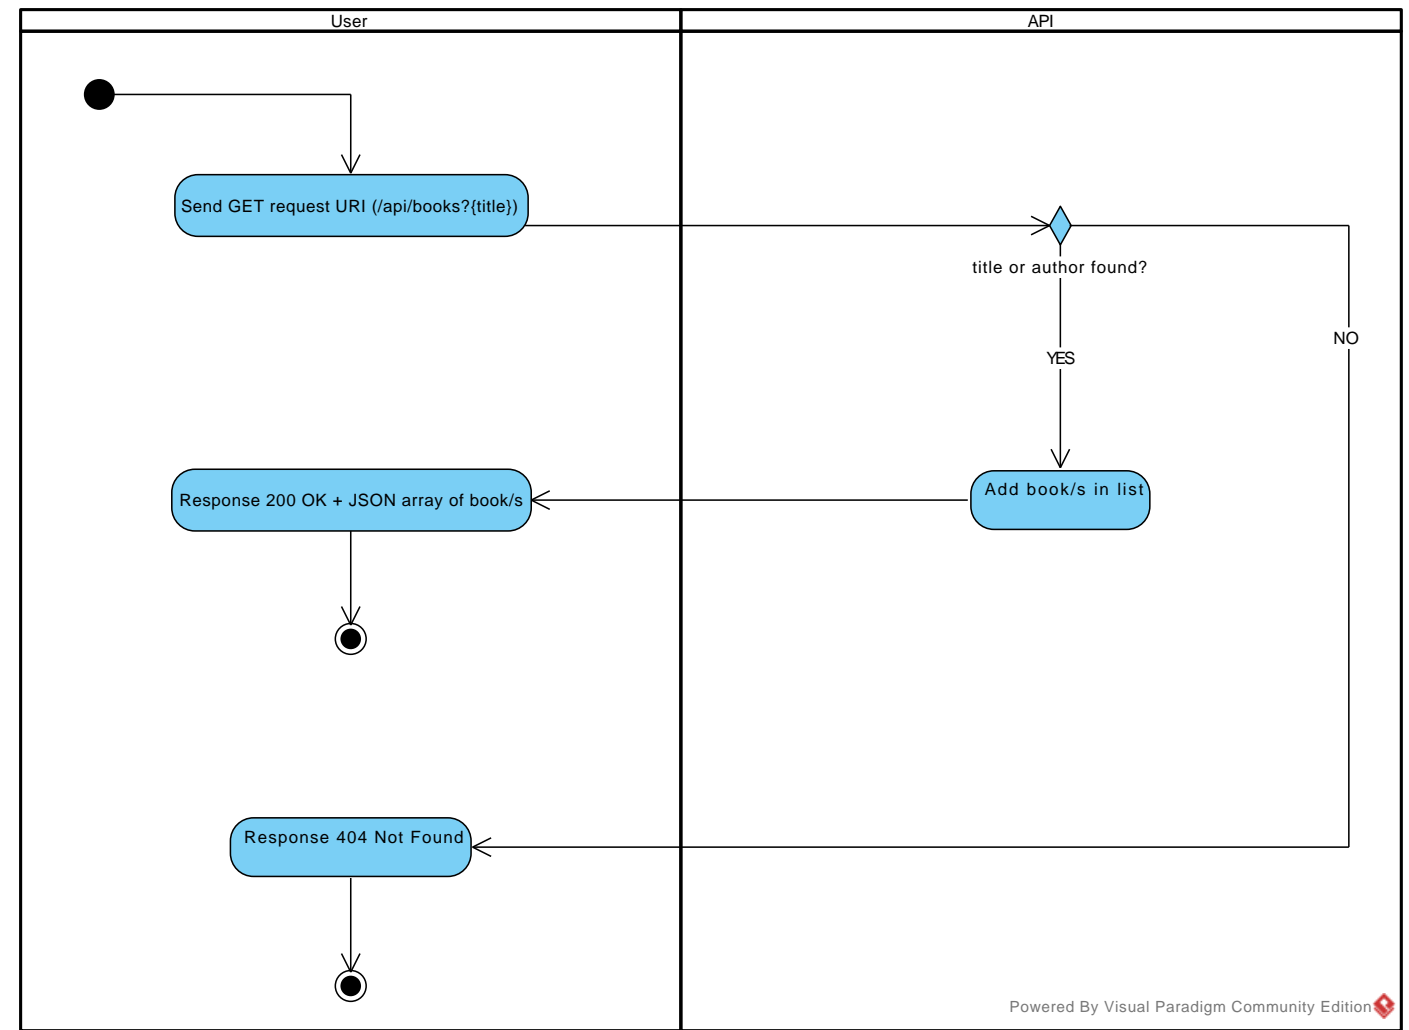 User
API
Send GET request URI (/api/books?{title})
title or author found?
NO
YES
Add book/s in list
Response 200 OK + JSON array of book/s
Response 404 Not Found
Powered By Visual Paradigm Community Edition